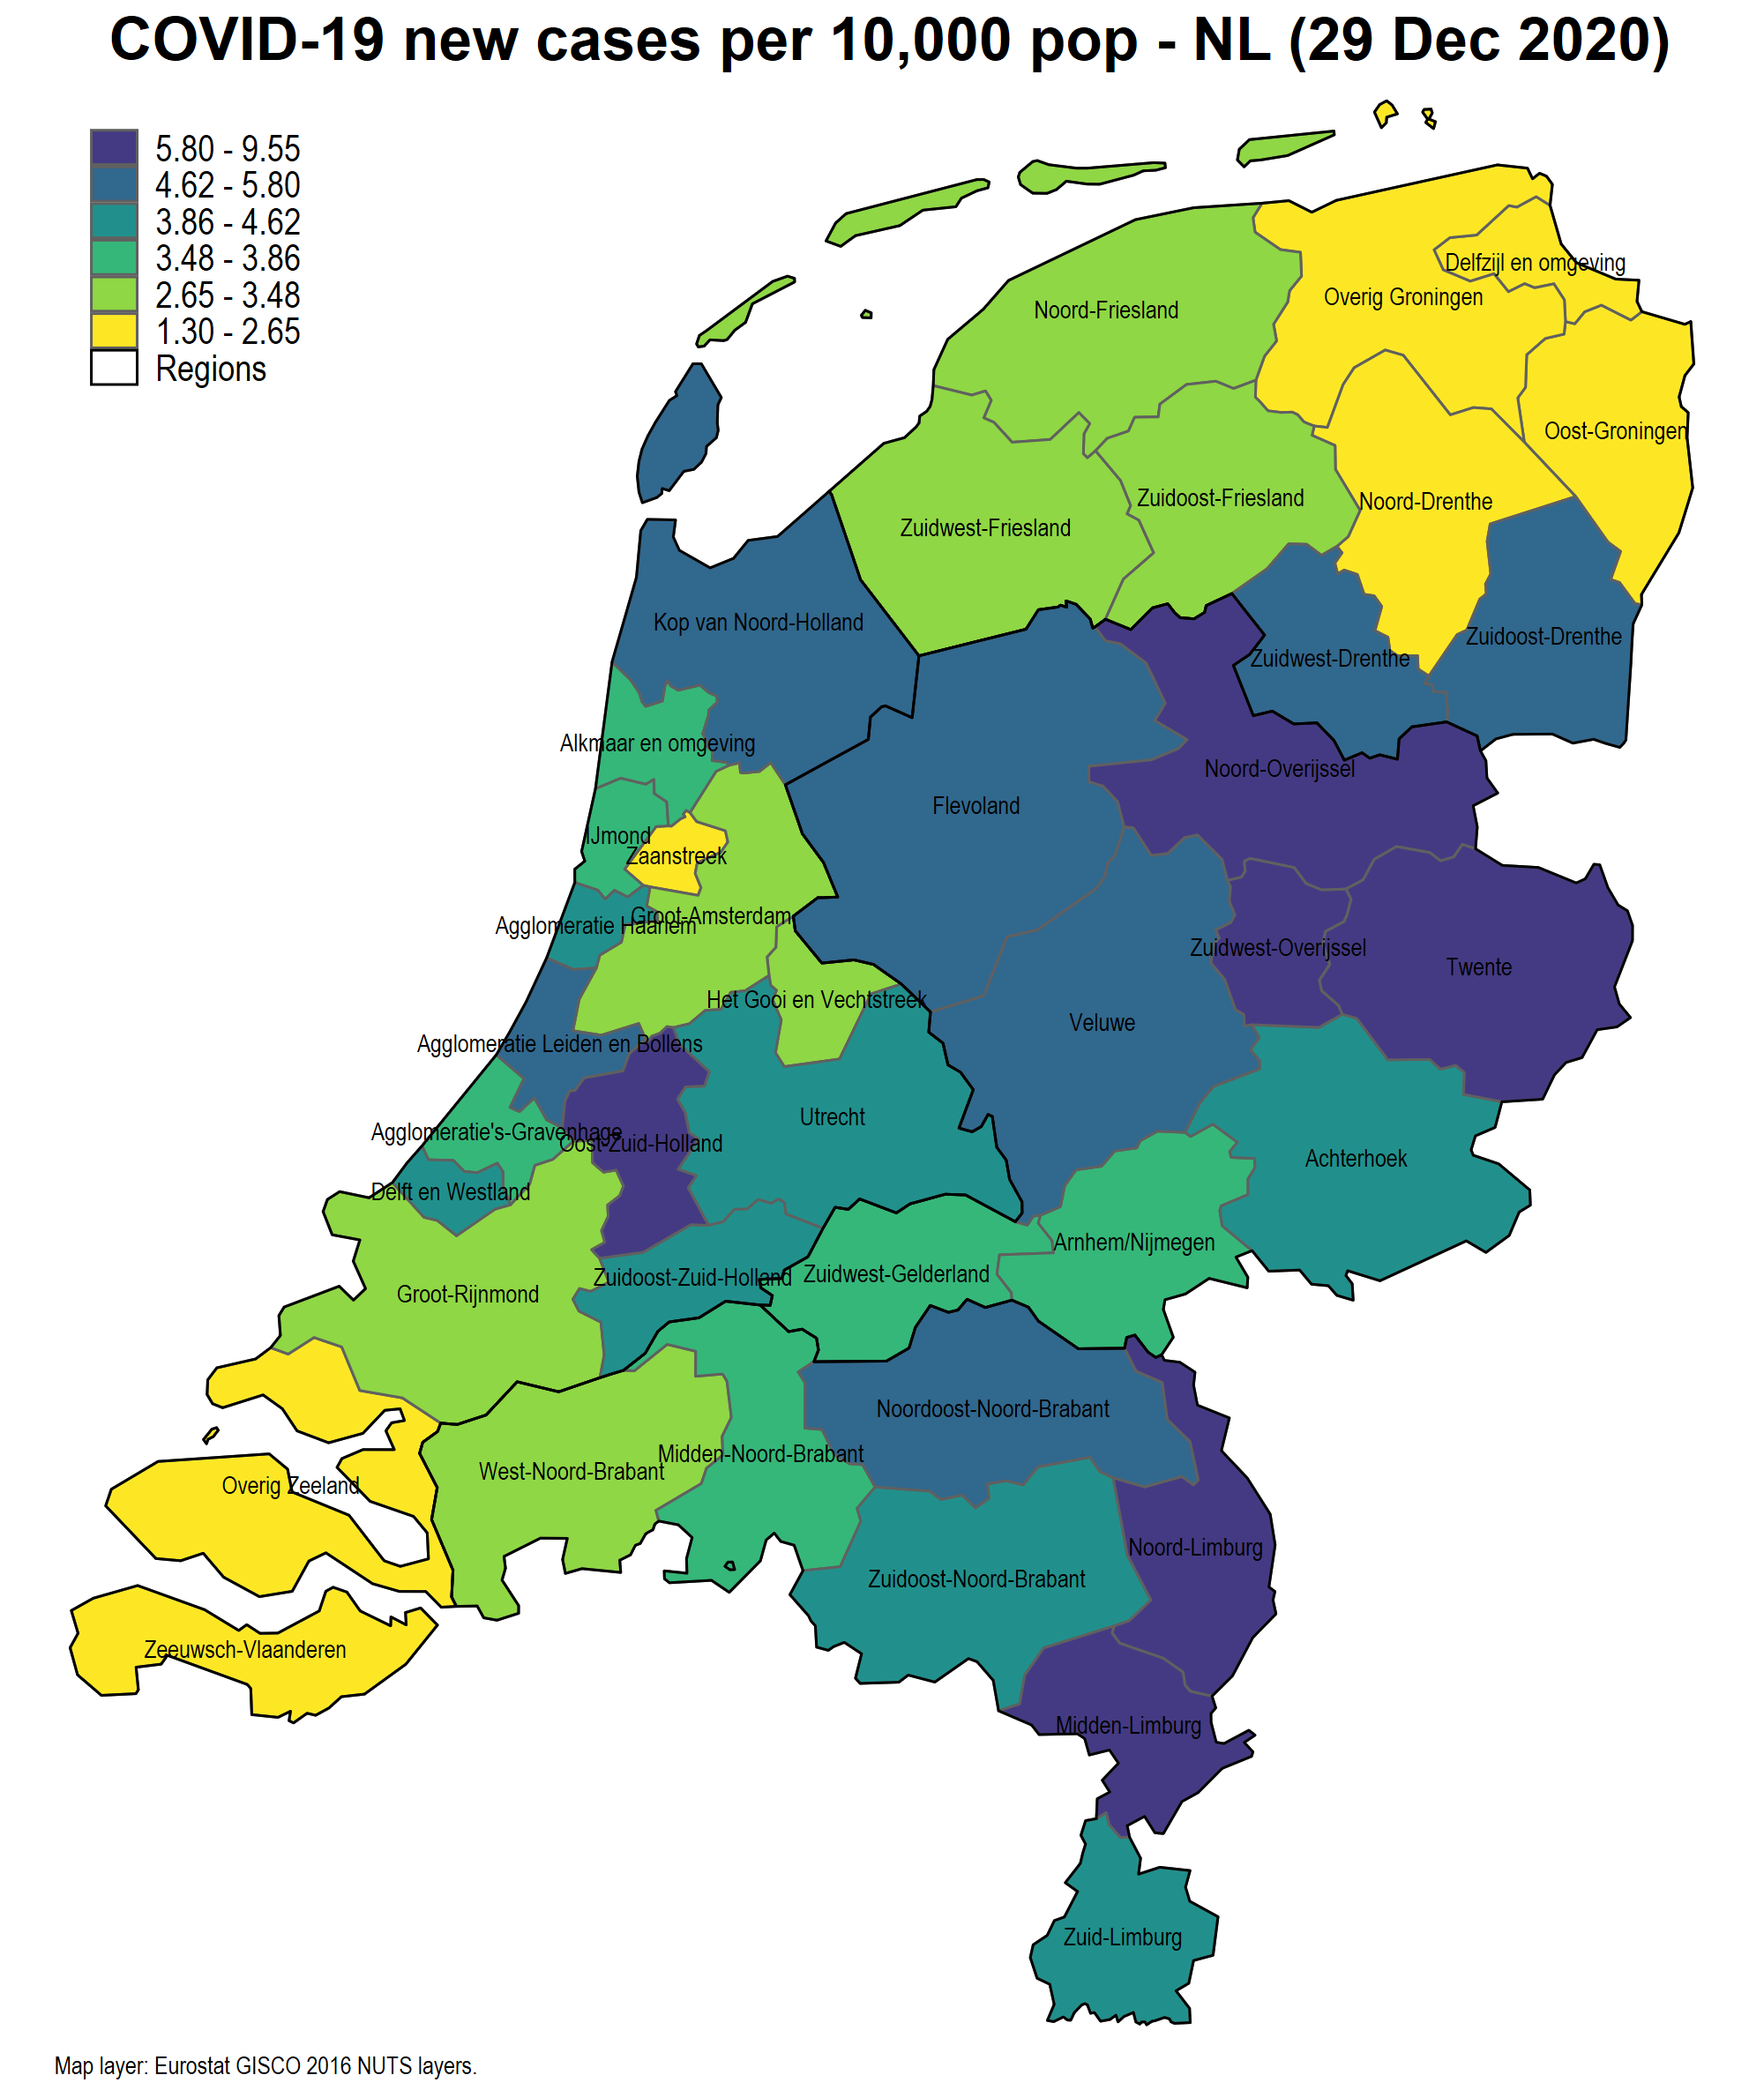 COVID-19 new cases per 10,000 pop - NL (29 Dec 2020)
5.80 - 9.55
4.62 - 5.80
3.86 - 4.62
3.48 - 3.86
2.65 - 3.48
1.30 - 2.65
Regions
Delfzijl en omgeving
Overig Groningen
Noord-Friesland
Oost-Groningen
Zuidoost-Friesland
Noord-Drenthe
Zuidwest-Friesland
Kop van Noord-Holland
Zuidoost-Drenthe
Zuidwest-Drenthe
Alkmaar en omgeving
Noord-Overijssel
Flevoland
IJmond
Zaanstreek
Groot-Amsterdam
Agglomeratie Haarlem
Zuidwest-Overijssel
Twente
Het Gooi en Vechtstreek
Veluwe
Agglomeratie Leiden en Bollens
Utrecht
Agglomeratie's-Gravenhage
Oost-Zuid-Holland
Achterhoek
Delft en Westland
Arnhem/Nijmegen
Zuidwest-Gelderland
Zuidoost-Zuid-Holland
Groot-Rijnmond
Noordoost-Noord-Brabant
Midden-Noord-Brabant
West-Noord-Brabant
Overig Zeeland
Noord-Limburg
Zuidoost-Noord-Brabant
Zeeuwsch-Vlaanderen
Midden-Limburg
Zuid-Limburg
Map layer: Eurostat GISCO 2016 NUTS layers.